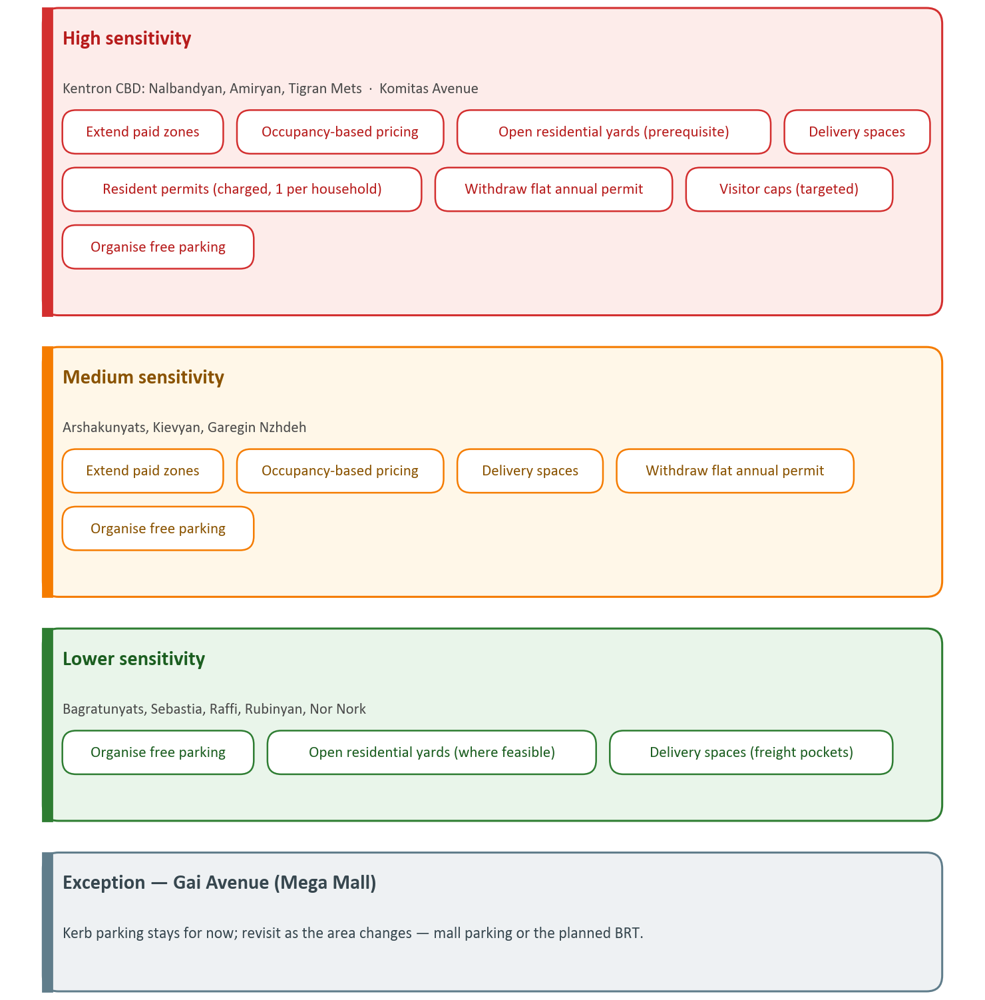 High sensitivity
Kentron CBD: Nalbandyan, Amiryan, Tigran Mets · Komitas Avenue
Extend paid zones
Occupancy-based pricing
Open residential yards (prerequisite)
Delivery spaces
Resident permits (charged, 1 per household)
Withdraw flat annual permit
Visitor caps (targeted)
Organise free parking
Medium sensitivity
Arshakunyats, Kievyan, Garegin Nzhdeh
Extend paid zones
Occupancy-based pricing
Delivery spaces
Withdraw flat annual permit
Organise free parking
Lower sensitivity
Bagratunyats, Sebastia, Raffi, Rubinyan, Nor Nork
Organise free parking
Open residential yards (where feasible)
Delivery spaces (freight pockets)
Exception — Gai Avenue (Mega Mall)
Kerb parking stays for now; revisit as the area changes — mall parking or the planned BRT.